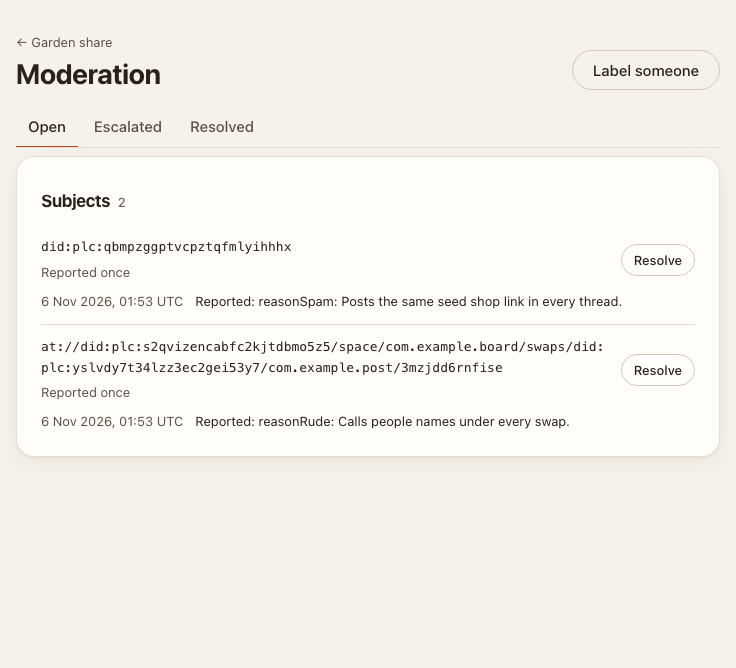 ← Garden share
Moderation
Label someone
Open
Escalated
Resolved
Subjects 2
did:plc:qbmpzggptvcpztqfmlyihhhx
Reported once
Resolve
6 Nov 2026, 01:53 UTC Reported: reasonSpam: Posts the same seed shop link in every thread.
at://did:plc:s2qvizencabfc2kjtdbmo5z5/space/com.example.board/swaps/did:
plc:yslvdy7t34lzz3ec2gei53y7/com.example.post/3mzjdd6rnfise
Reported once
Resolve
6 Nov 2026, 01:53 UTC Reported: reasonRude: Calls people names under every swap.